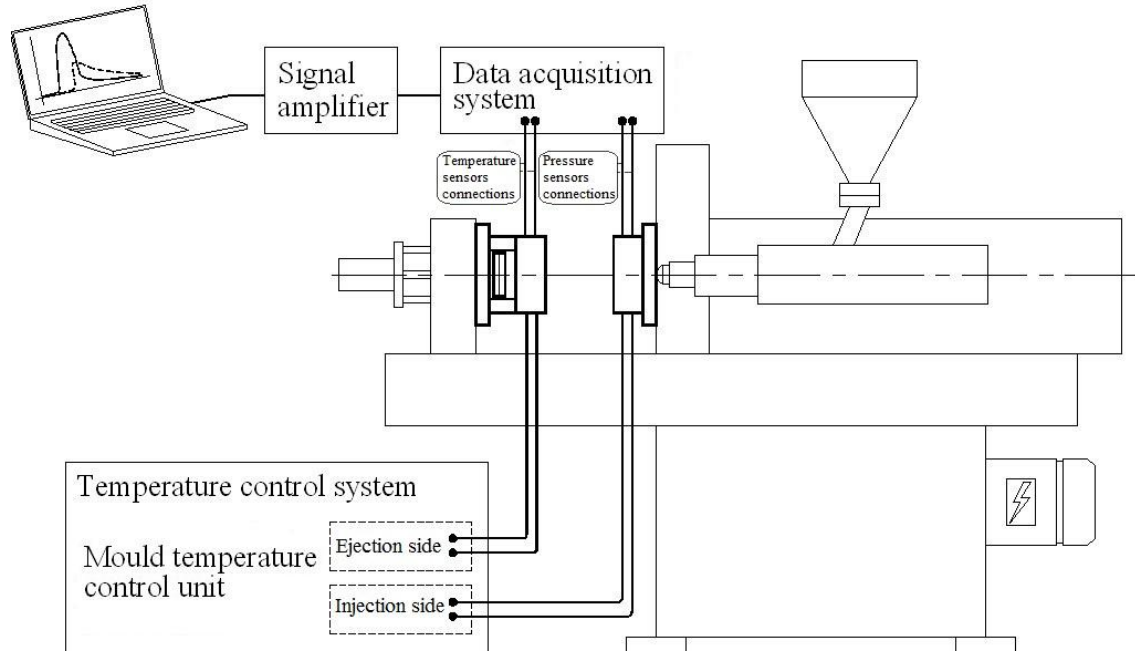 Signal
amplifier
Data acquisition
system
Temperature
sensors
connections
Pressure
sensors
connections
Temperature control system
Mould temperature
control unit
Ejection side
Injection side